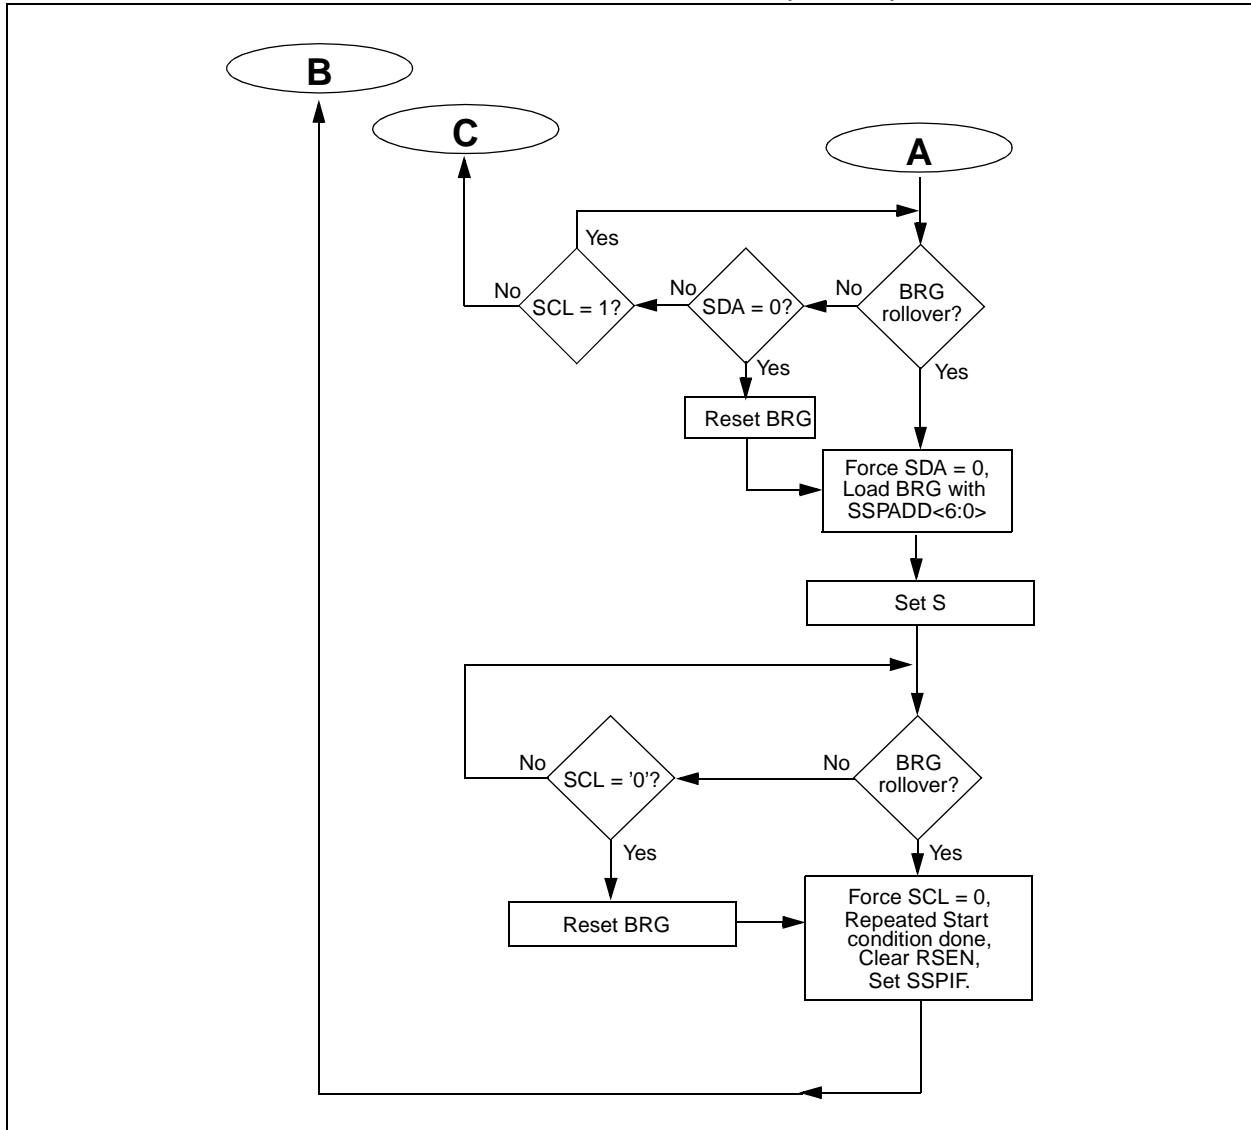 B
C
A
Yes
No
SCL = 1?
No
SDA = 0?
No
BRG
rollover?
Yes
Yes
Reset BRG
Force SDA = 0,
Load BRG with
SSPADD<6:0>
Set S
No
SCL = '0'?
No
BRG
rollover?
Yes
Yes
Reset BRG
Force SCL = 0,
Repeated Start
condition done,
Clear RSEN,
Set SSPIF.